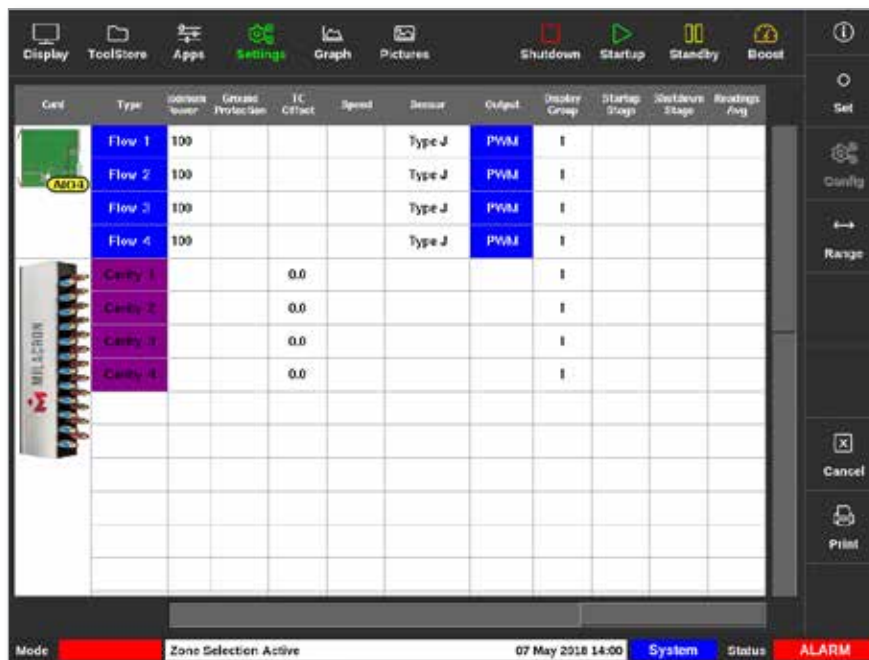 Display ToolStore Apps Settings Graph Pictures Shutdown Startup Standby Boost
Set
Config
Range
Cancel
Print
Card Type Power Ground Protection TC Offset Speed Sensor Output Display Group Startup Stage Shutdown Stage Readings Avg
AIO4
Flow 1 100 Type J PWM 1
Flow 2 100 Type J PWM 1
Flow 3 100 Type J PWM 1
Flow 4 100 Type J PWM 1
MILACRON
Cavity 1 0.0 1
Cavity 2 0.0 1
Cavity 3 0.0 1
Cavity 4 0.0 1
Mode Zone Selection Active 07 May 2018 14:00 System Status ALARM